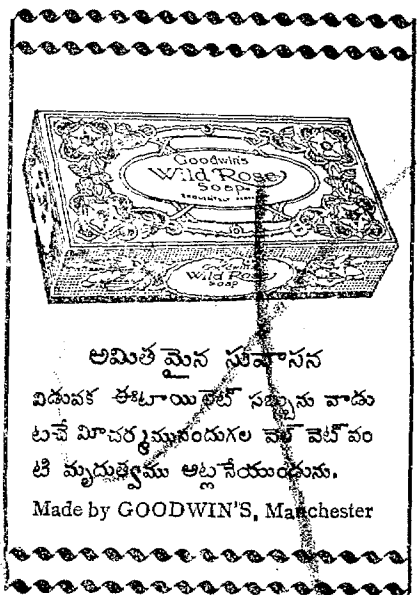 Goodwin's
Wild Rose
Soap
Wild Rose
SOAP
అమిత మైన సువాసన
విడువక ఈటాయిలెట్ సబ్బును వాడు
టచే మీచర్మమునందుగల వెల్ వెట్ వం
టి మృదుత్వము అట్లనేయుండును.
Made by GOODWIN'S, Manchester